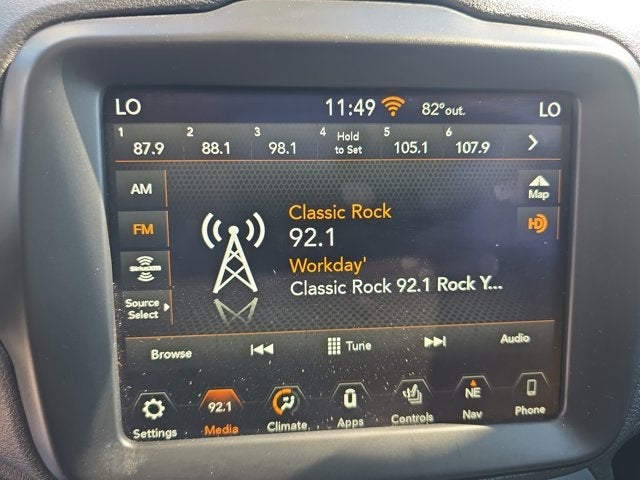 LO 11:49 82°out. LO
1 2 3 4 Hold 5 6
87.9 88.1 98.1 to Set 105.1 107.9
AM
Map
Classic Rock
FM
92.1
HD
Workday'
SiriusXM
Classic Rock 92.1 Rock Y...
Source
Select
Browse Tune Audio
92.1 NE
Settings Media Climate Apps Controls Nav Phone